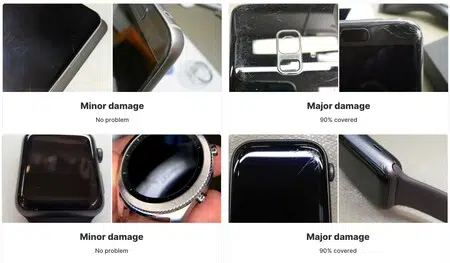 Minor damage
No problem
Major damage
90% covered
Minor damage
No problem
Major damage
90% covered